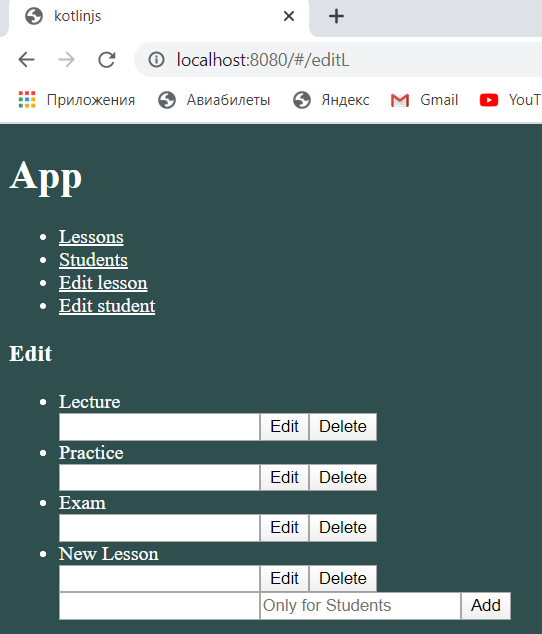 kotlinjs
localhost:8080/#/editL
Приложения Авиабилеты Яндекс Gmail YouT
App
Lessons
Students
Edit lesson
Edit student
Edit
Lecture
Edit Delete
Practice
Edit Delete
Exam
Edit Delete
New Lesson
Edit Delete
Only for Students Add